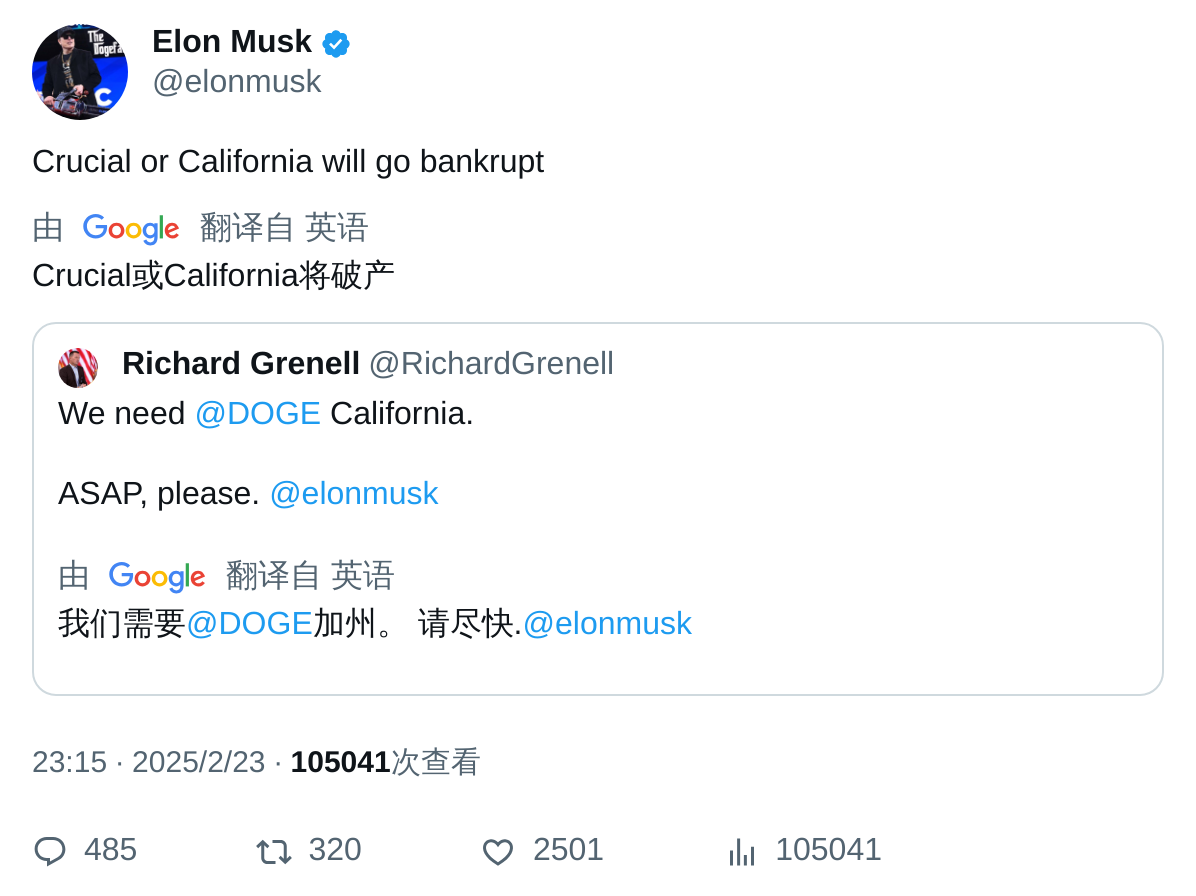 The
Dogefa
C
Elon Musk
@elonmusk
Crucial or California will go bankrupt
由 Google 翻译自 英语
Crucial或California将破产
Richard Grenell @RichardGrenell
We need @DOGE California.
ASAP, please. @elonmusk
由 Google 翻译自 英语
我们需要@DOGE加州。 请尽快.@elonmusk
23:15 · 2025/2/23 · 105041次查看
485 320 2501 105041